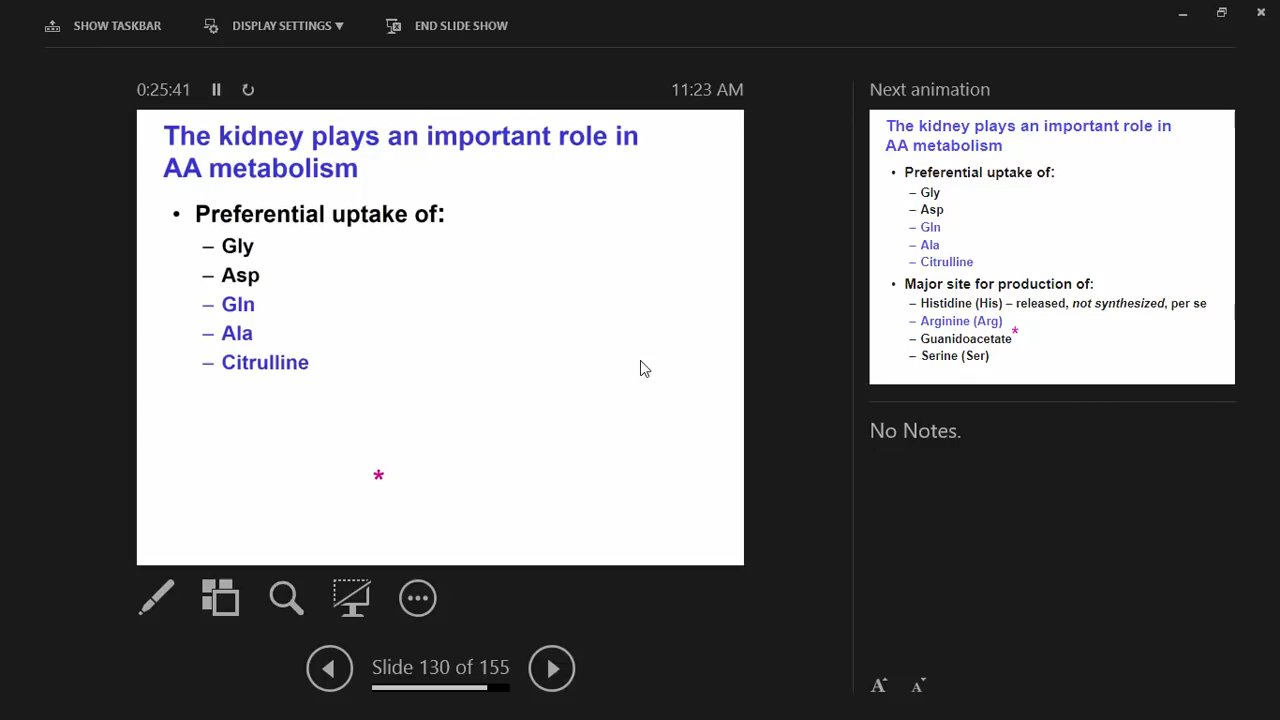 SHOW TASKBAR
DISPLAY SETTINGS ▼
END SLIDE SHOW
0:25:41
11:23 AM
The kidney plays an important role in
AA metabolism
• Preferential uptake of:
– Gly
– Asp
– Gln
– Ala
– Citrulline
*
Slide 130 of 155
Next animation
The kidney plays an important role in
AA metabolism
• Preferential uptake of:
– Gly
– Asp
– Gln
– Ala
– Citrulline
• Major site for production of:
– Histidine (His) – released, not synthesized, per se
– Arginine (Arg)
– Guanidoacetate *
– Serine (Ser)
No Notes.
A A